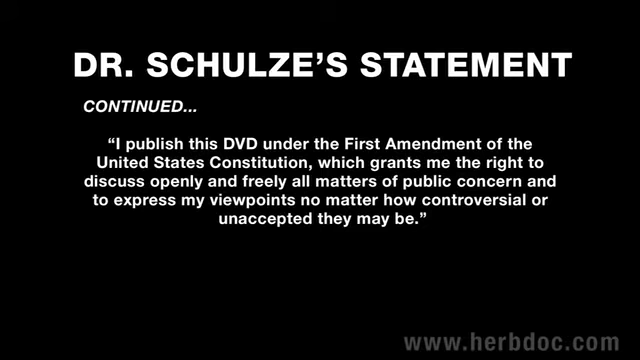 DR. SCHULZE’S STATEMENT
CONTINUED...
“I publish this DVD under the First Amendment of the
United States Constitution, which grants me the right to
discuss openly and freely all matters of public concern and
to express my viewpoints no matter how controversial or
unaccepted they may be.”
www.herbdoc.com